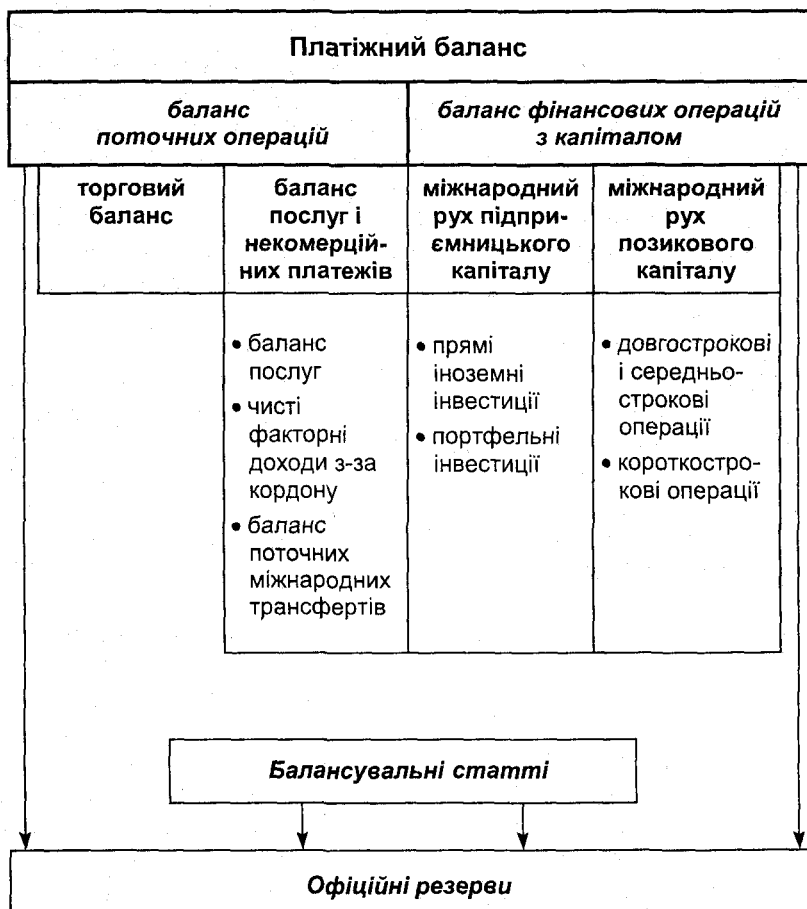 Платіжний баланс
баланс
поточних операцій
баланс фінансових операцій
з капіталом
торговий
баланс
баланс
послуг і
некомерцій-
них платежів
міжнародний
рух підпри-
ємницького
капіталу
міжнародний
рух
позикового
капіталу
• баланс
послуг
• чисті
факторні
доходи з-за
кордону
• баланс
поточних
міжнародних
трансфертів
• прямі
іноземні
інвестиції
• портфельні
інвестиції
• довгострокові
і середньо-
строкові
операції
• короткостро-
кові операції
Балансувальні статті
Офіційні резерви